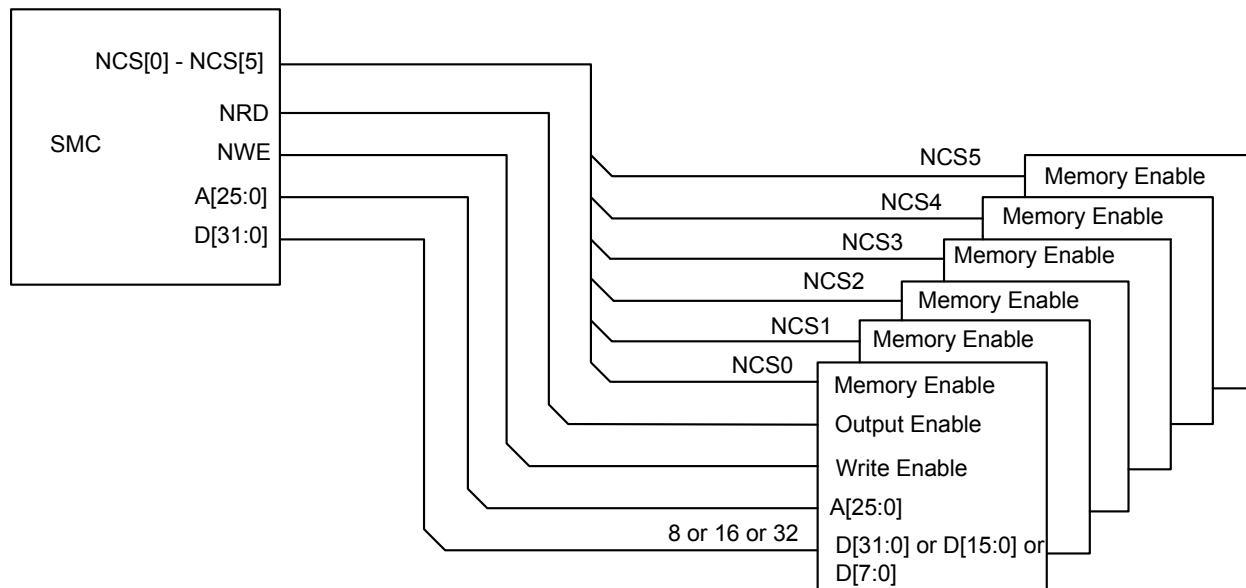 NCS[0] - NCS[5]
NRD
SMC
NWE
A[25:0]
D[31:0]
NCS5
Memory Enable
NCS4
Memory Enable
NCS3
Memory Enable
NCS2
Memory Enable
NCS1
Memory Enable
NCS0
Memory Enable
Output Enable
Write Enable
A[25:0]
8 or 16 or 32
D[31:0] or D[15:0] or
D[7:0]